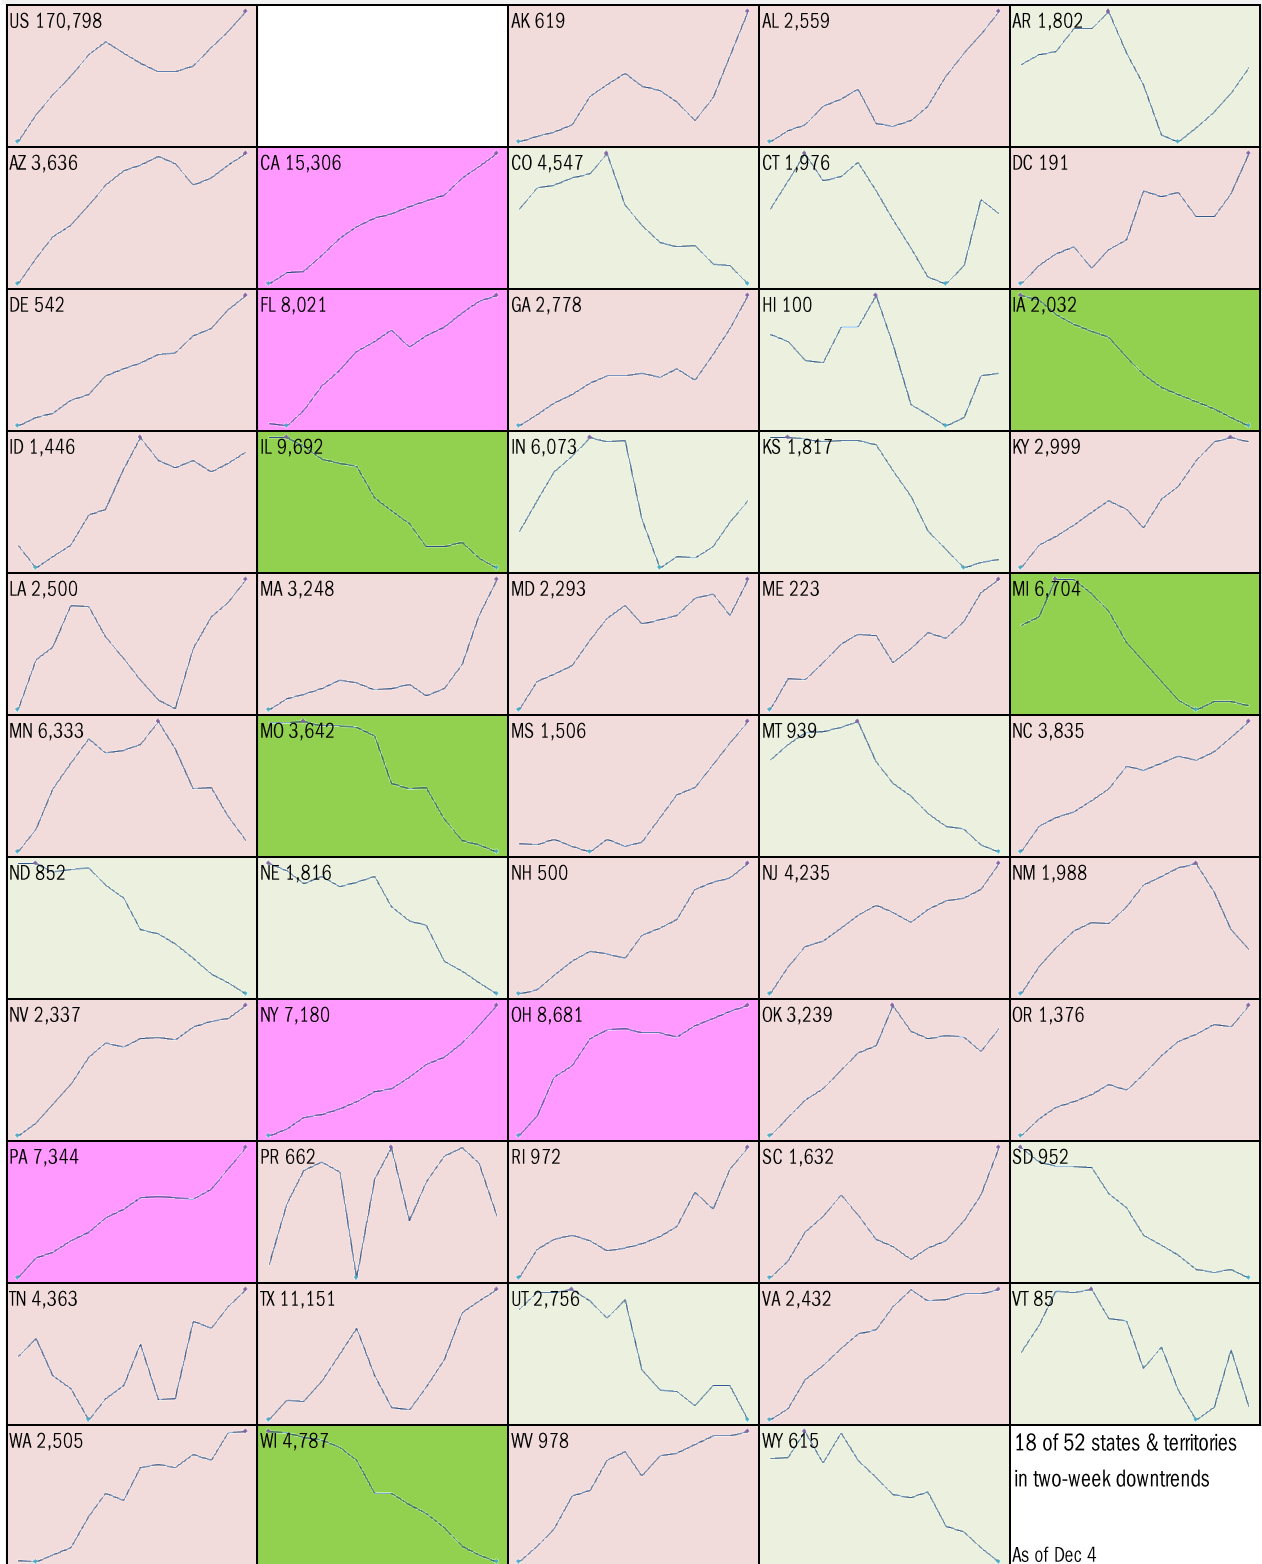 US 170,798
AK 619
AL 2,559
AR 1,802
AZ 3,636
CA 15,306
CO 4,547
CT 1,976
DC 191
DE 542
FL 8,021
GA 2,778
HI 100
IA 2,032
ID 1,446
IL 9,692
IN 6,073
KS 1,817
KY 2,999
LA 2,500
MA 3,248
MD 2,293
ME 223
MI 6,704
MN 6,333
MO 3,642
MS 1,506
MT 939
NC 3,835
ND 852
NE 1,816
NH 500
NJ 4,235
NM 1,988
NV 2,337
NY 7,180
OH 8,681
OK 3,239
OR 1,376
PA 7,344
PR 662
RI 972
SC 1,632
SD 952
TN 4,363
TX 11,151
UT 2,756
VA 2,432
VT 85
WA 2,505
WI 4,787
WV 978
WY 615
18 of 52 states & territories
in two-week downtrends
As of Dec 4